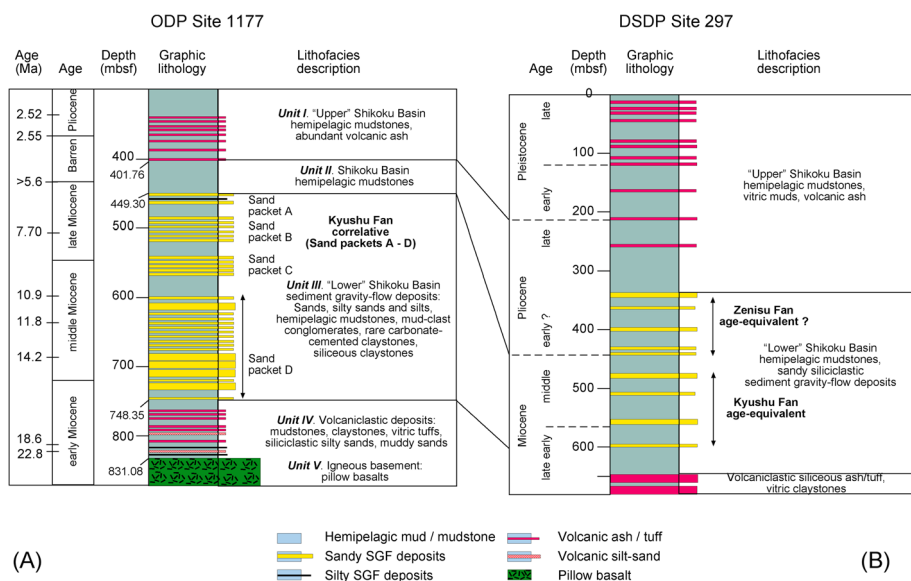 ODP Site 1177
DSDP Site 297
Age
(Ma)
Age
Depth
(mbsf)
Graphic
lithology
Lithofacies
description
2.52
2.55
>5.6
7.70
10.9
11.8
14.2
18.6
22.8
Pliocene
Barren
late Miocene
middle Miocene
early Miocene
400
401.76
449.30
500
600
700
748.35
800
831.08
Unit I. “Upper” Shikoku Basin
hemipelagic mudstones,
abundant volcanic ash
Unit II. Shikoku Basin
hemipelagic mudstones
Sand
packet A
Sand
packet B
Kyushu Fan
correlative
(Sand packets A - D)
Sand
packet C
Unit III. “Lower” Shikoku Basin
sediment gravity-flow deposits:
Sands, silty sands and silts,
hemipelagic mudstones, mud-clast
conglomerates, rare carbonate-
cemented claystones,
siliceous claystones
Sand
packet D
Unit IV. Volcaniclastic deposits:
mudstones, claystones, vitric tuffs,
siliciclastic silty sands, muddy sands
Unit V. Igneous basement:
pillow basalts
Age
Depth
(mbsf)
Graphic
lithology
Lithofacies
description
Pleistocene
late
early
Pliocene
late
early ?
Miocene
middle
late early
0
100
200
300
400
500
600
“Upper” Shikoku Basin
hemipelagic mudstones,
vitric muds, volcanic ash
Zenisu Fan
age-equivalent ?
“Lower” Shikoku Basin
hemipelagic mudstones,
sandy siliciclastic
sediment gravity-flow deposits
Kyushu Fan
age-equivalent
Volcaniclastic siliceous ash/tuff,
vitric claystones
(A)
Hemipelagic mud / mudstone
Sandy SGF deposits
Silty SGF deposits
Volcanic ash / tuff
Volcanic silt-sand
Pillow basalt
(B)